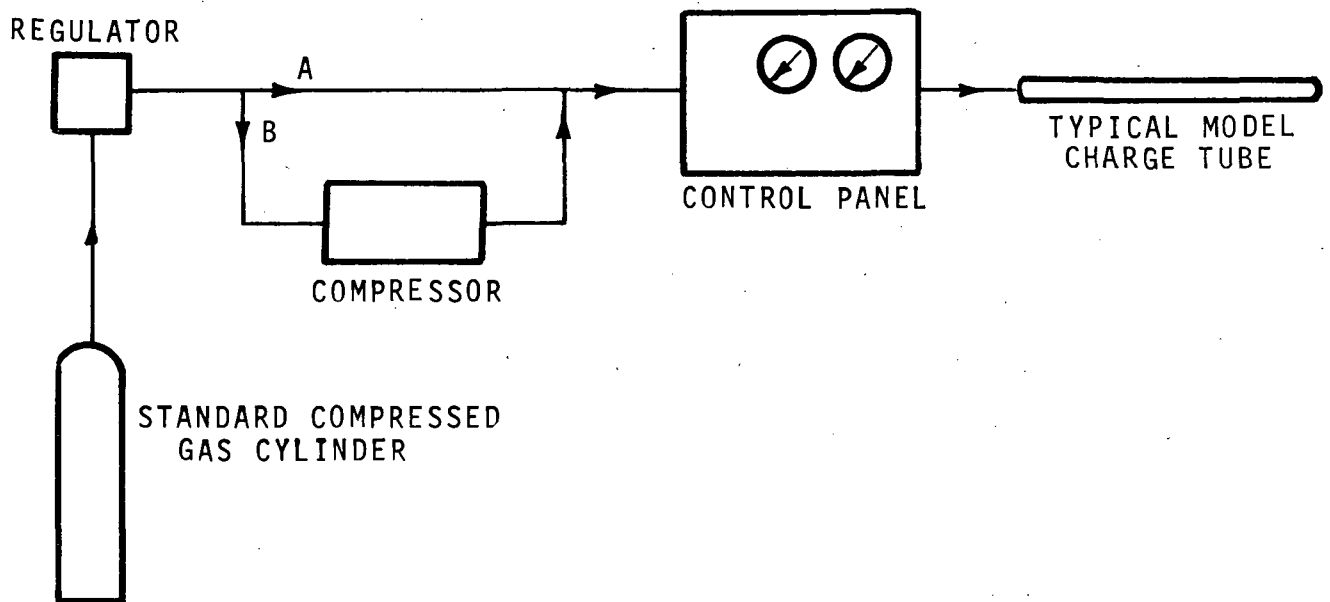 REGULATOR
A
B
COMPRESSOR
CONTROL PANEL
TYPICAL MODEL
CHARGE TUBE
STANDARD COMPRESSED
GAS CYLINDER